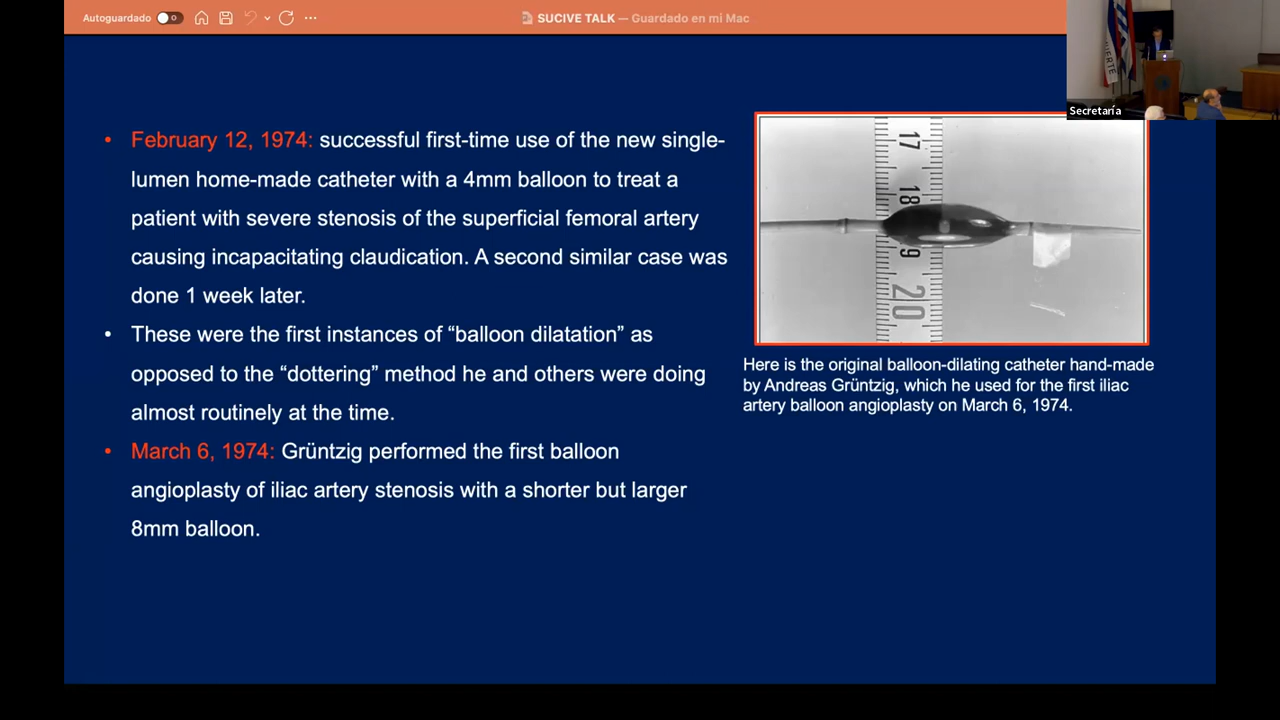 Autoguardado
SUCIVE TALK — Guardado en mi Mac
Secretaría
• February 12, 1974: successful first-time use of the new single-
lumen home-made catheter with a 4mm balloon to treat a
patient with severe stenosis of the superficial femoral artery
causing incapacitating claudication. A second similar case was
done 1 week later.
• These were the first instances of “balloon dilatation” as
opposed to the “dottering” method he and others were doing
almost routinely at the time.
• March 6, 1974: Grüntzig performed the first balloon
angioplasty of iliac artery stenosis with a shorter but larger
8mm balloon.
17
18
9
20
Here is the original balloon-dilating catheter hand-made
by Andreas Grüntzig, which he used for the first iliac
artery balloon angioplasty on March 6, 1974.